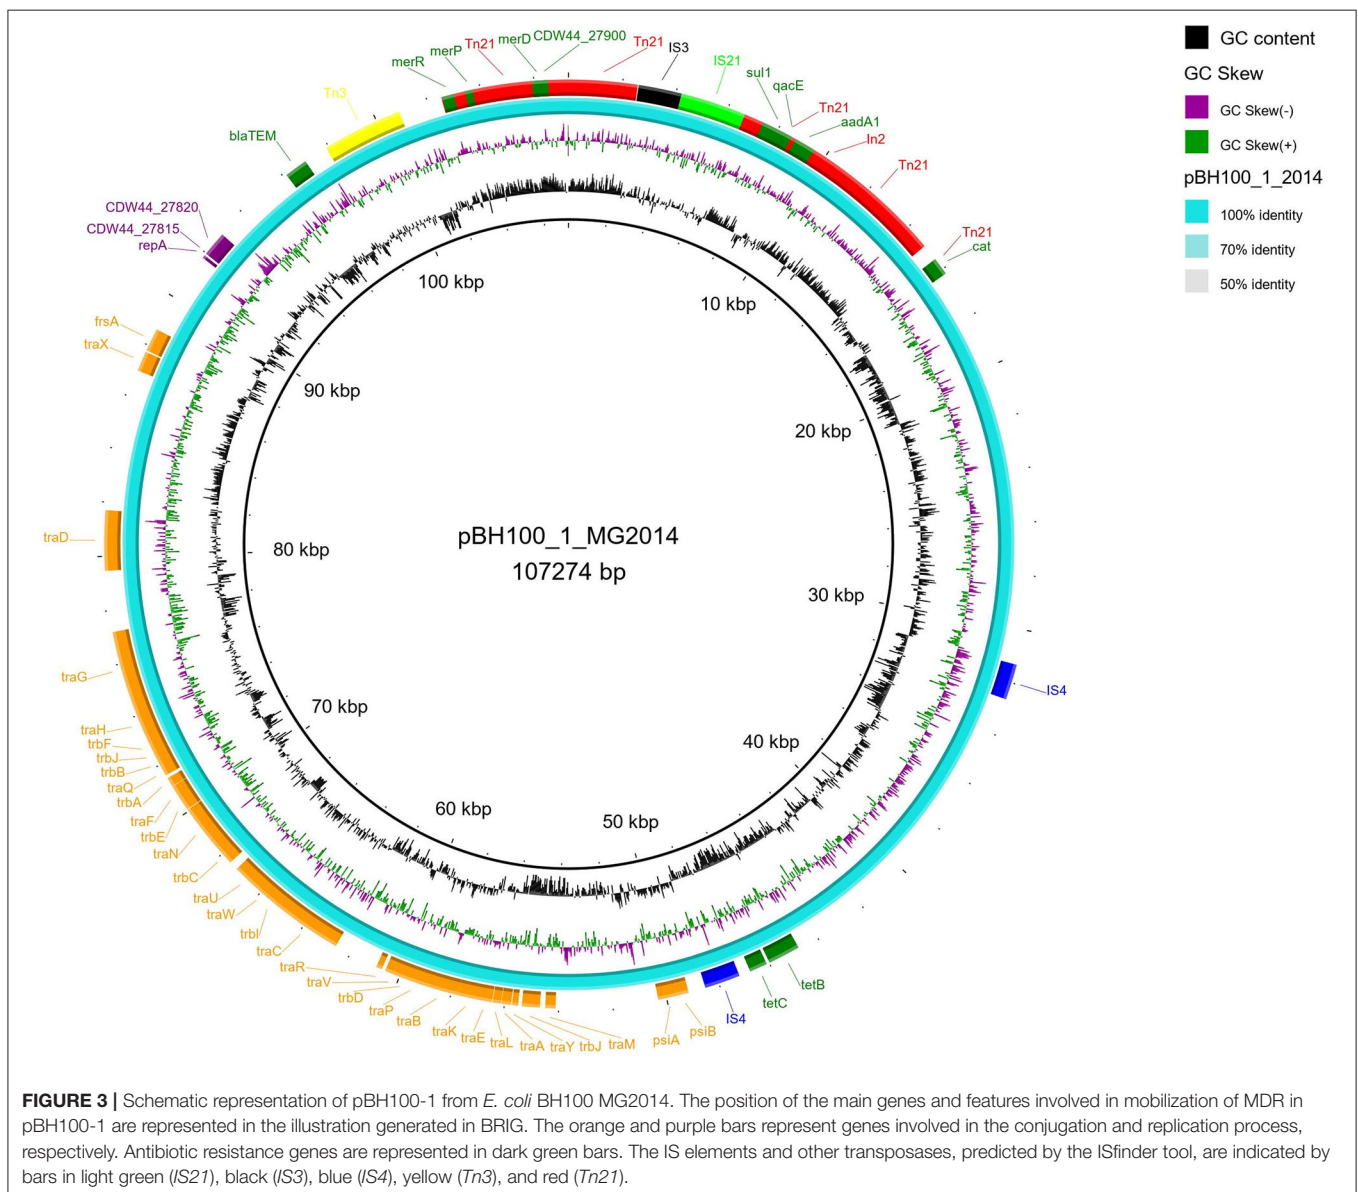 merR
merP
Tn21
merD
CDW44_27900
Tn21
IS3
IS21
sul1
qacE
Tn21
aadA1
In2
Tn21
Tn21
cat
Tn3
blaTEM
CDW44_27820
CDW44_27815
repA
frsA
traX
traD
traG
traH
trbF
trbJ
trbB
traQ
trbA
traF
trbE
traN
trbC
traU
traW
trbI
traC
traR
traV
trbD
traP
traB
traK
traE
traL
traA
traY
trbJ
traM
psiA
psiB
IS4
tetC
tetB
IS4
100 kbp
10 kbp
90 kbp
20 kbp
80 kbp
30 kbp
70 kbp
40 kbp
60 kbp
50 kbp
pBH100_1_MG2014
107274 bp
GC content
GC Skew
GC Skew(-)
GC Skew(+)
pBH100_1_2014
100% identity
70% identity
50% identity
FIGURE 3 | Schematic representation of pBH100-1 from E. coli BH100 MG2014. The position of the main genes and features involved in mobilization of MDR in
pBH100-1 are represented in the illustration generated in BRIG. The orange and purple bars represent genes involved in the conjugation and replication process,
respectively. Antibiotic resistance genes are represented in dark green bars. The IS elements and other transposases, predicted by the ISfinder tool, are indicated by
bars in light green (IS21), black (IS3), blue (IS4), yellow (Tn3), and red (Tn21).